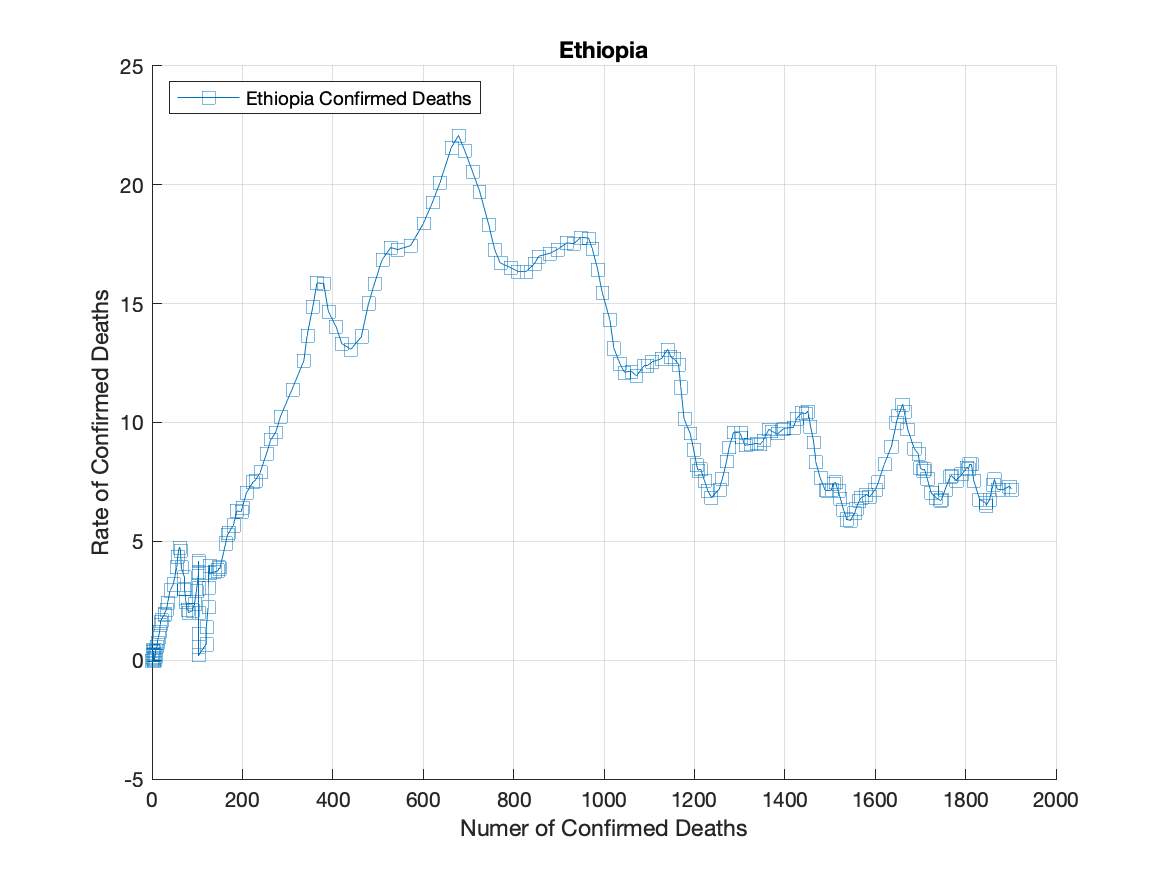 Ethiopia
Ethiopia Confirmed Deaths
25
20
15
10
5
0
-5
Rate of Confirmed Deaths
0 200 400 600 800 1000 1200 1400 1600 1800 2000
Numer of Confirmed Deaths